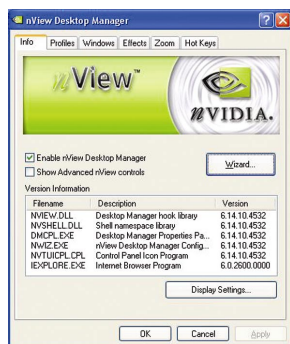 nView Desktop Manager
Info Profiles Windows Effects Zoom Hot Keys
nView™
nVIDIA.
Enable nView Desktop Manager
Show Advanced nView controls
Wizard...
Version Information
Filename Description Version
NVIEW.DLL Desktop Manager hook library 6.14.10.4532
NVSHELL.DLL Shell namespace library 6.14.10.4532
DMCPL.EXE Desktop Manager Properties Pa... 6.14.10.4532
NWIZ.EXE nView Desktop Manager Config... 6.14.10.4532
NVTUICPL.CPL Control Panel Icon Program 6.14.10.4532
IEXPLORE.EXE Internet Browser Program 6.0.2600.0000
Display Settings...
OK Cancel Apply